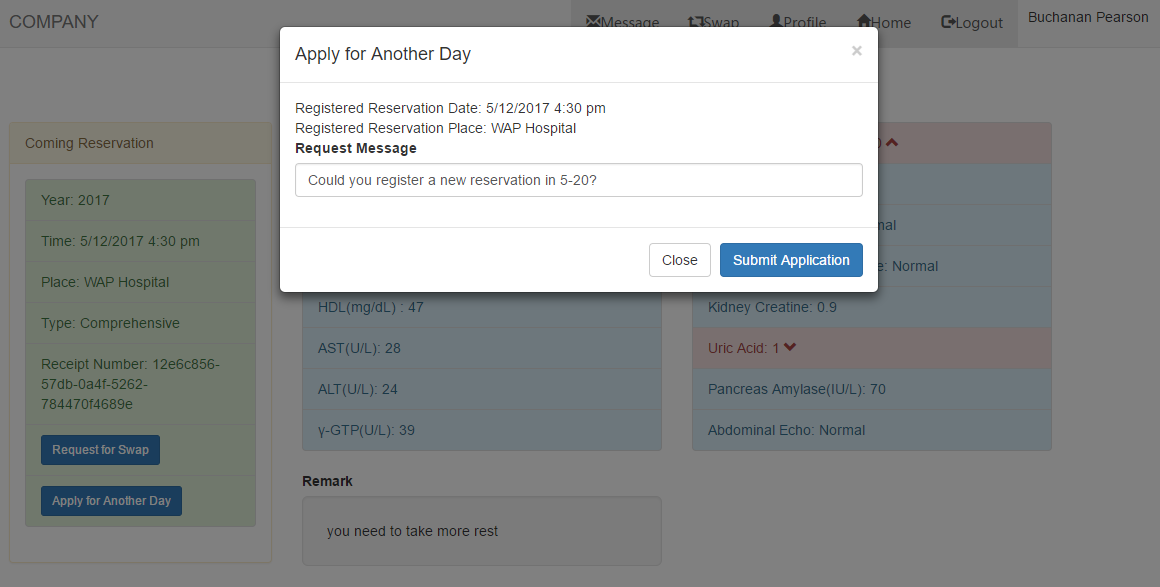 COMPANY
Message
Swap
Profile
Home
Logout
Buchanan Pearson
Apply for Another Day
×
Registered Reservation Date: 5/12/2017 4:30 pm
Registered Reservation Place: WAP Hospital
Request Message
Could you register a new reservation in 5-20?
Close
Submit Application
Coming Reservation
Year: 2017
Time: 5/12/2017 4:30 pm
Place: WAP Hospital
Type: Comprehensive
Receipt Number: 12e6c856-
57db-0a4f-5262-
784470f4689e
Request for Swap
Apply for Another Day
HDL(mg/dL) : 47
AST(U/L): 28
ALT(U/L): 24
γ-GTP(U/L): 39
Remark
you need to take more rest
Normal
Kidney Creatine: 0.9
Uric Acid: 1
Pancreas Amylase(IU/L): 70
Abdominal Echo: Normal